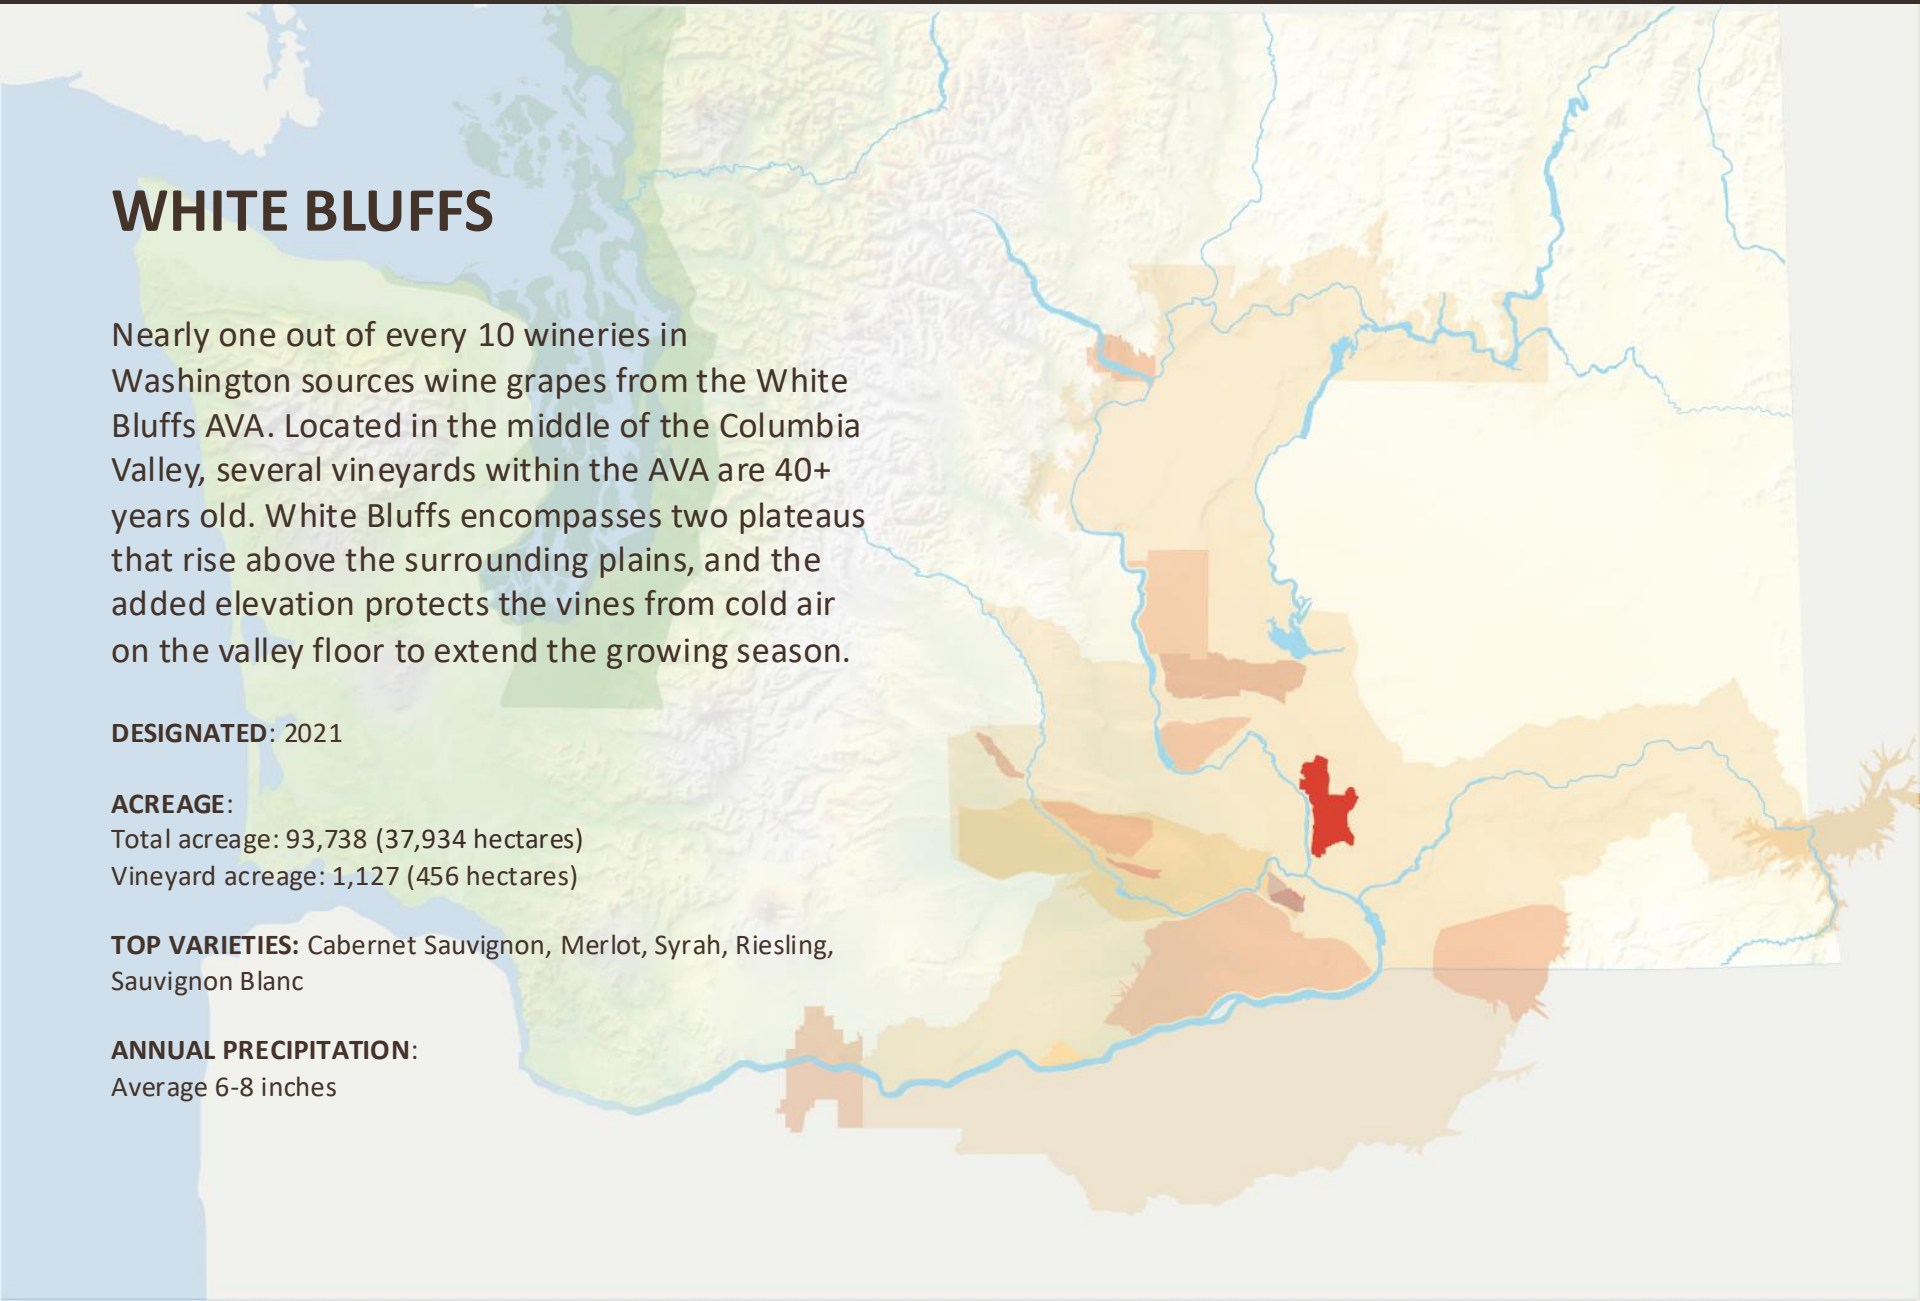 WHITE BLUFFS
Nearly one out of every 10 wineries in
Washington sources wine grapes from the White
Bluffs AVA. Located in the middle of the Columbia
Valley, several vineyards within the AVA are 40+
years old. White Bluffs encompasses two plateaus
that rise above the surrounding plains, and the
added elevation protects the vines from cold air
on the valley floor to extend the growing season.
DESIGNATED: 2021
ACREAGE:
Total acreage: 93,738 (37,934 hectares)
Vineyard acreage: 1,127 (456 hectares)
TOP VARIETIES: Cabernet Sauvignon, Merlot, Syrah, Riesling,
Sauvignon Blanc
ANNUAL PRECIPITATION:
Average 6-8 inches